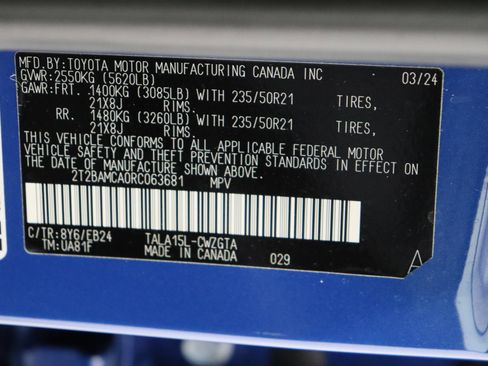 MFD.BY:TOYOTA MOTOR MANUFACTURING CANADA INC 03/24
GVWR:2550KG (5620LB)
GAWR:FRT. 1400KG (3085LB) WITH 235/50R21 TIRES,
21X8J RIMS.
RR. 1480KG (3260LB) WITH 235/50R21 TIRES,
21X8J RIMS.
THIS VEHICLE CONFORMS TO ALL APPLICABLE FEDERAL MOTOR
VEHICLE SAFETY AND THEFT PREVENTION STANDARDS IN EFFECT ON
THE DATE OF MANUFACTURE SHOWN ABOVE.
2T2BAMCA0RC063681 MPV
C/TR:8Y6/EB24 TALA15L-CWZGTA
TM:UA81F MADE IN CANADA 029 A